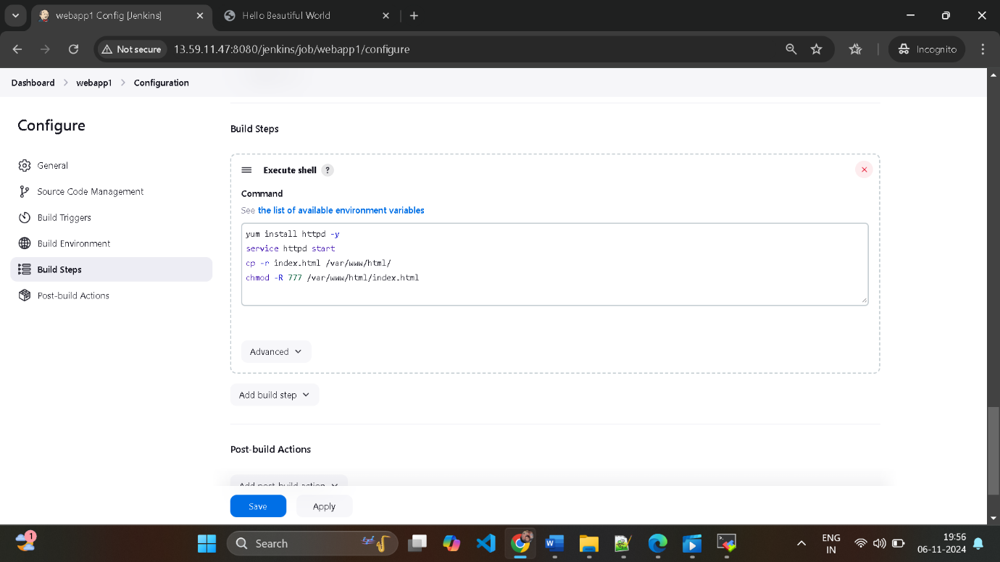 webapp1 Config [Jenkins]
Hello Beautiful World
Not secure
13.59.11.47:8080/jenkins/job/webapp1/configure
Incognito
Dashboard
webapp1
Configuration
Configure
General
Source Code Management
Build Triggers
Build Environment
Build Steps
Post-build Actions
Build Steps
Execute shell ?
Command
See the list of available environment variables
yum install httpd -y
service httpd start
cp -r index.html /var/www/html/
chmod -R 777 /var/www/html/index.html
Advanced
Add build step
Post-build Actions
Add post-build action
Save
Apply
1
Search
ENG
IN
19:56
06-11-2024